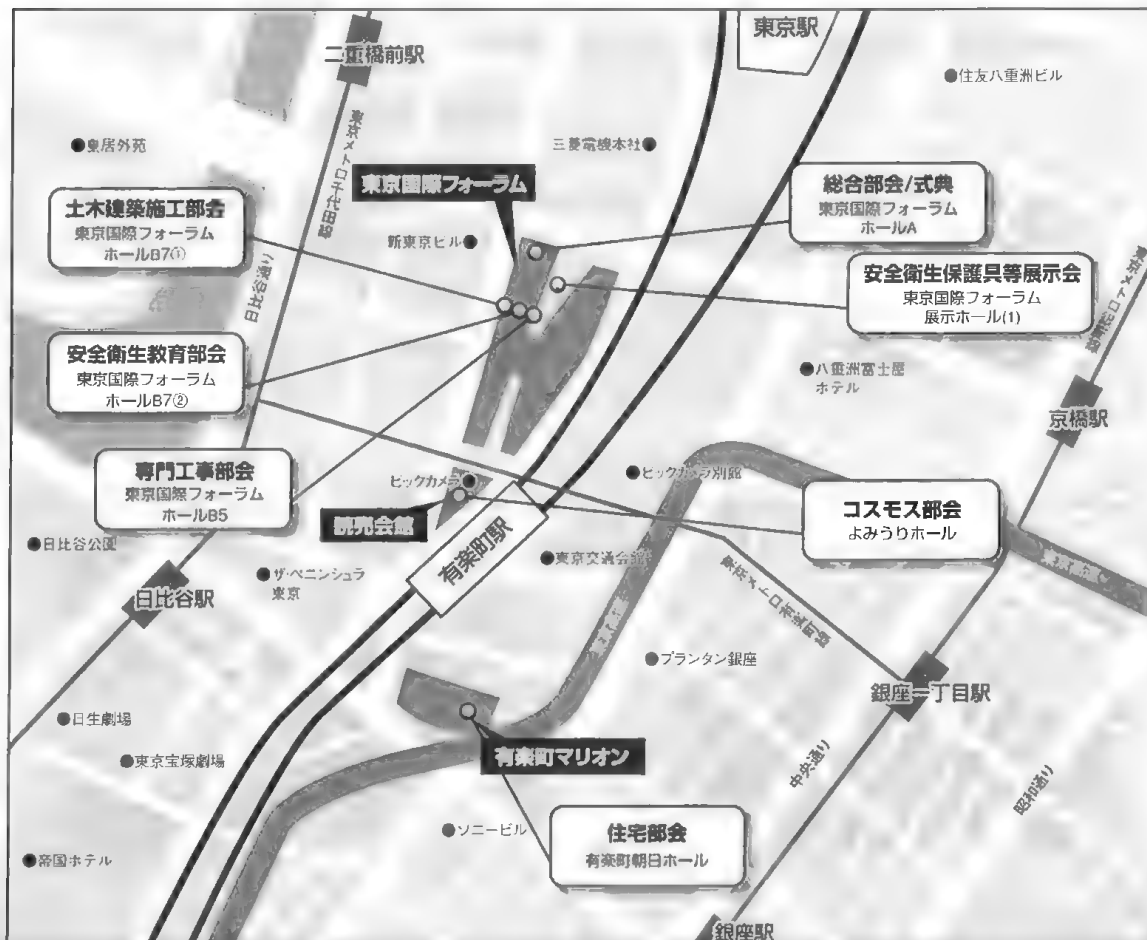 東京駅
二重橋前駅
●住友八重洲ビル
●皇居外苑
東京メトロ千代田線
三菱電機本社●
東京国際フォーラム
総合部会/式典
東京国際フォーラム
ホールA
土木建築施工部会
東京国際フォーラム
ホールB7①
新東京ビル●
安全衛生保護具等展示会
東京国際フォーラム
展示ホール(1)
日比谷通り
安全衛生教育部会
東京国際フォーラム
ホールB7②
●八重洲富士屋
ホテル
京橋駅
専門工事部会
東京国際フォーラム
ホールB5
ビックカメラ●
●ビックカメラ別館
コスモス部会
よみうりホール
読売会館
●日比谷公園
有楽町駅
●東京交通会館
●ザ・ペニンシュラ
東京
日比谷駅
東京メトロ有楽町線
●プランタン銀座
銀座一丁目駅
●日生劇場
●東京宝塚劇場
有楽町マリオン
中央通り
昭和通り
●ソニービル
住宅部会
有楽町朝日ホール
●帝国ホテル
銀座駅